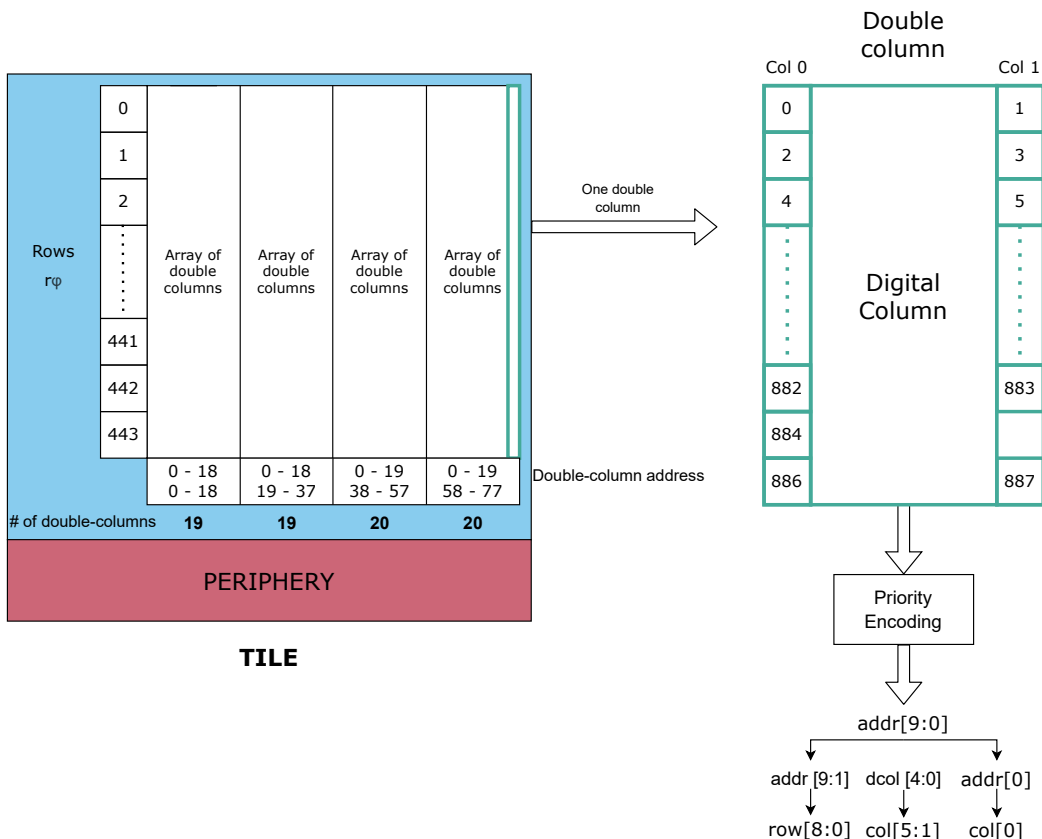 Double
column
Col 0
Col 1
0
1
2
443
442
441
Rows
rφ
Array of
double
columns
Array of
double
columns
Array of
double
columns
Array of
double
columns
0 - 18
0 - 18
0 - 18
19 - 37
0 - 19
38 - 57
0 - 19
58 - 77
Double-column address
# of double-columns
19
19
20
20
PERIPHERY
TILE
One double
column
0
2
4
882
884
886
Digital
Column
1
3
5
883
887
Priority
Encoding
addr[9:0]
addr [9:1]
dcol [4:0]
addr[0]
row[8:0]
col[5:1]
col[0]